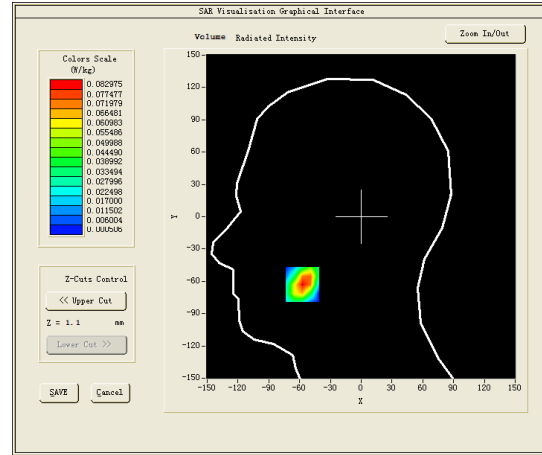 SAR Visualisation Graphical Interface
Volume Radiated Intensity
Zoom In/Out
Colors Scale
(W/kg)
0.082975
0.077477
0.071979
0.066481
0.060983
0.055486
0.049988
0.044490
0.038992
0.033494
0.027996
0.022498
0.017000
0.011502
0.006004
0.000506
150
120
90
60
30
0
-30
-60
-90
-120
-150
Y
-150 -120 -90 -60 -30 0 30 60 90 120 150
X
Z-Cuts Control
<< Upper Cut
Z = 1.1 mm
Lower Cut >>
SAVE Cancel